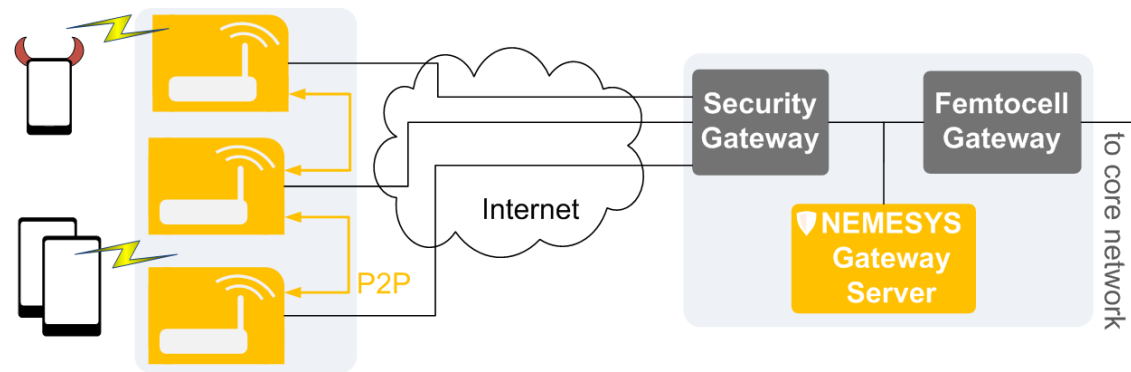 Security
Gateway
Femtocell
Gateway
Internet
NEMESYS
Gateway
Server
P2P
to core network